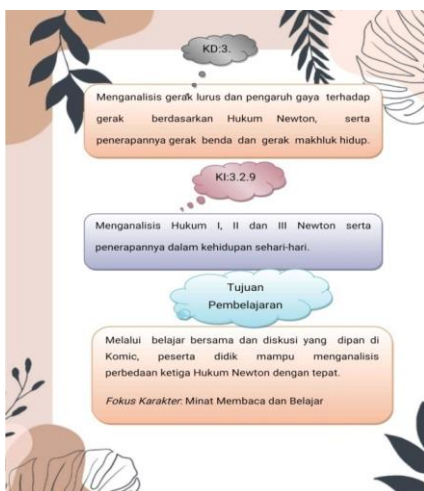 KD:3.
Menganalisis gerak lurus dan pengaruh gaya terhadap
gerak berdasarkan Hukum Newton, serta
penerapannya gerak benda dan gerak makhluk hidup.
KI:3.2.9
Menganalisis Hukum I, II dan III Newton serta
penerapannya dalam kehidupan sehari-hari.
Tujuan
Pembelajaran
Melalui belajar bersama dan diskusi yang dipan di
Komic, peserta didik mampu menganalisis
perbedaan ketiga Hukum Newton dengan tepat.
Fokus Karakter: Minat Membaca dan Belajar